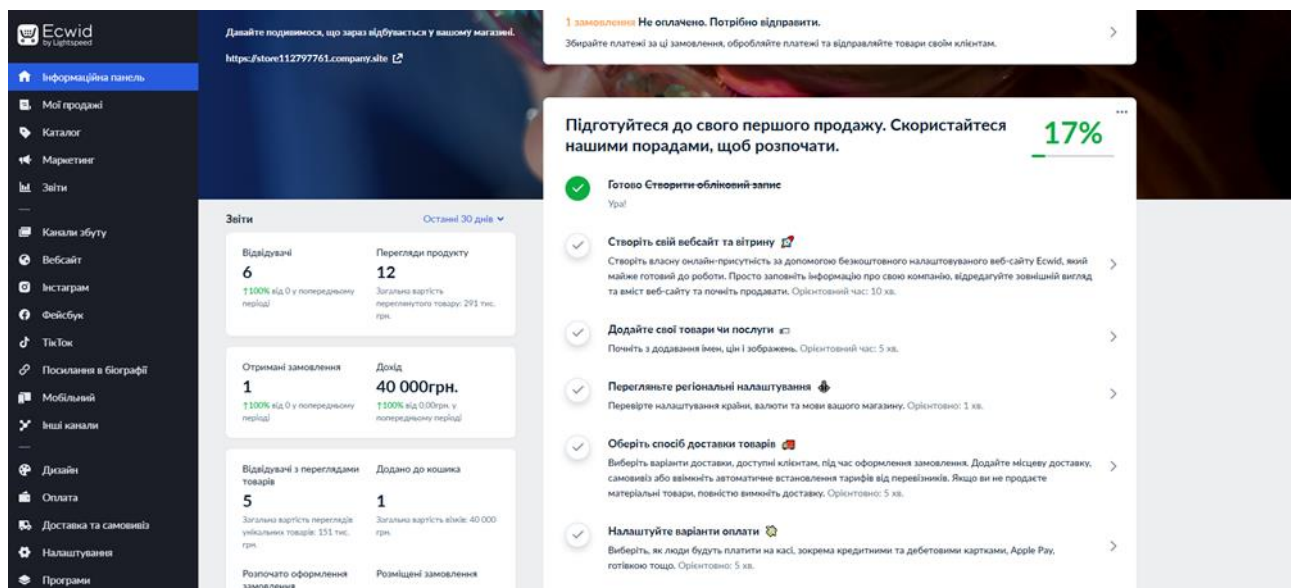 Ecwid
by Lightspeed
Інформаційна панель
Мої продажі
Каталог
Маркетинг
Звіти
Канали збуту
Вебсайт
Інстаграм
Фейсбук
ТікТок
Посилання в біографії
Мобільний
Інші канали
Дизайн
Оплата
Доставка та самовивіз
Налаштування
Програми
Давайте подивимося, що зараз відбувається у вашому магазині.
https://store112797761.company.site
Звіти
Останні 30 днів
Відвідувачі
6
↑100% від 0 у попередньому
періоді
Перегляди продукту
12
Загальна вартість
переглянутого товару: 291 тис.
грн.
Отримані замовлення
1
↑100% від 0 у попередньому
періоді
Дохід
40 000грн.
↑100% від 0,00грн. у
попередньому періоді
Відвідувачі з переглядами
товарів
5
Загальна вартість переглядів
унікальних товарів: 151 тис.
грн.
Додано до кошика
1
Загальна вартість візків: 40 000
грн.
Розпочато оформлення
замовлення
Розміщені замовлення
1 замовлення Не оплачено. Потрібно відправити.
Збирайте платежі за ці замовлення, обробляйте платежі та відправляйте товари своїм клієнтам.
Підготуйтеся до свого першого продажу. Скористайтеся
нашими порадами, щоб розпочати.
17%
Готово Створити обліковий запис
Ура!
Створіть свій вебсайт та вітрину
Створіть власну онлайн-присутність за допомогою безкоштовного налаштовуваного веб-сайту Ecwid, який
майже готовий до роботи. Просто заповніть інформацію про свою компанію, відредагуйте зовнішній вигляд
та вміст веб-сайту та почніть продавати. Орієнтовний час: 10 хв.
Додайте свої товари чи послуги
Почніть з додавання імен, цін і зображень. Орієнтовний час: 5 хв.
Перегляньте регіональні налаштування
Перевірте налаштування країни, валюти та мови вашого магазину. Орієнтовно: 1 хв.
Оберіть спосіб доставки товарів
Виберіть варіанти доставки, доступні клієнтам, під час оформлення замовлення. Додайте місцеву доставку,
самовивіз або ввімкніть автоматичне встановлення тарифів від перевізників. Якщо ви не продаєте
матеріальні товари, повністю вимкніть доставку. Орієнтовно: 5 хв.
Налаштуйте варіанти оплати
Виберіть, як люди будуть платити на касі, зокрема кредитними та дебетовими картками, Apple Pay,
готівкою тощо. Орієнтовно: 5 хв.